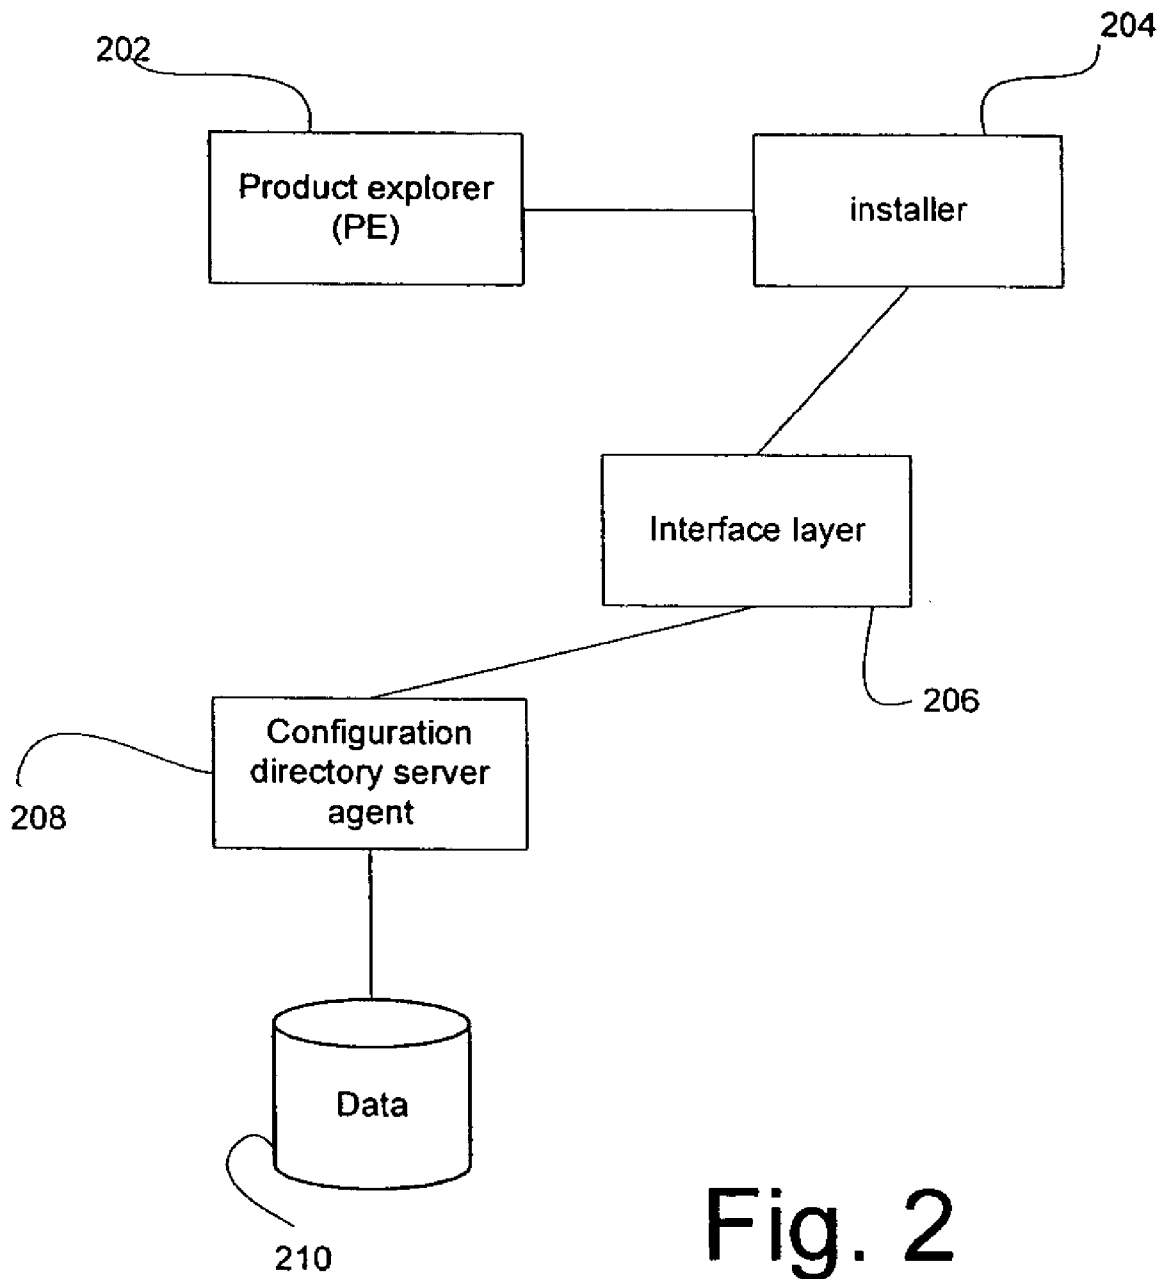 202
204
Product explorer
(PE)
installer
Interface layer
206
Configuration
directory server
agent
208
Data
210
Fig. 2